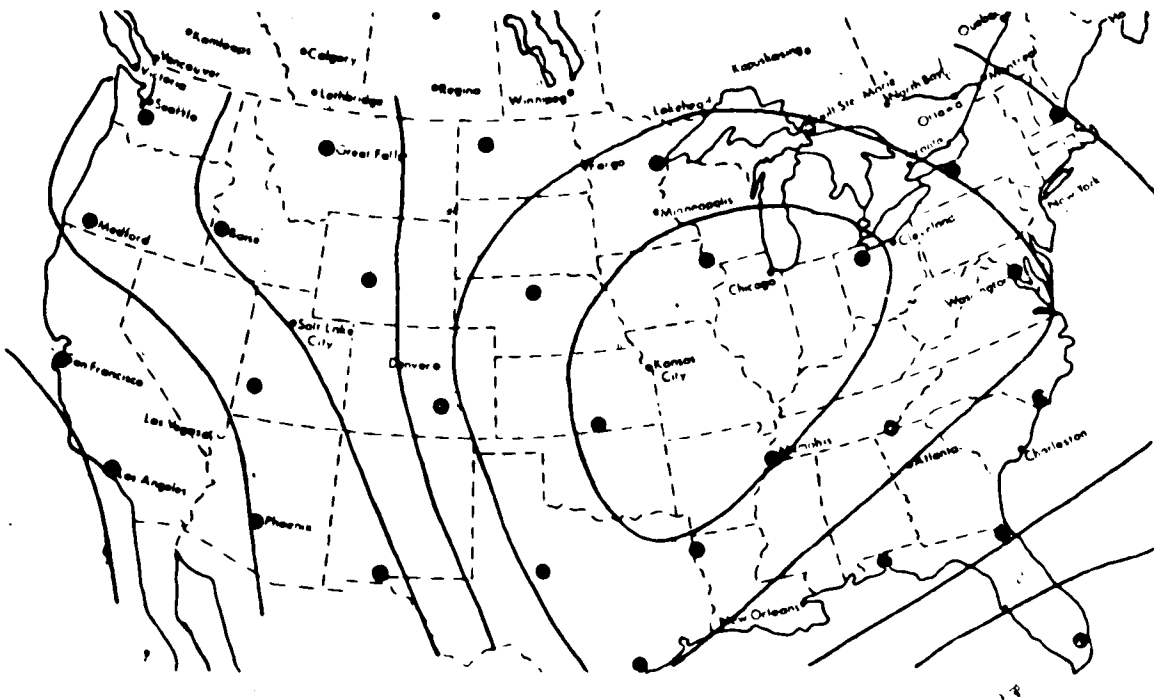 Kamloops
Calgary
Vancouver
Victoria
Lethbridge
Regina
Winnipeg
Kapuskasing
Quebec
Montreal
North Bay
Sault Ste Marie
Lakehead
Seattle
Great Falls
Fargo
Minneapolis
New York
Medford
Boise
Cleveland
Chicago
Washington
Salt Lake
City
San Francisco
Denver
Kansas
City
Las Vegas
Memphis
Atlanta
Charleston
Los Angeles
Phoenix
New Orleans